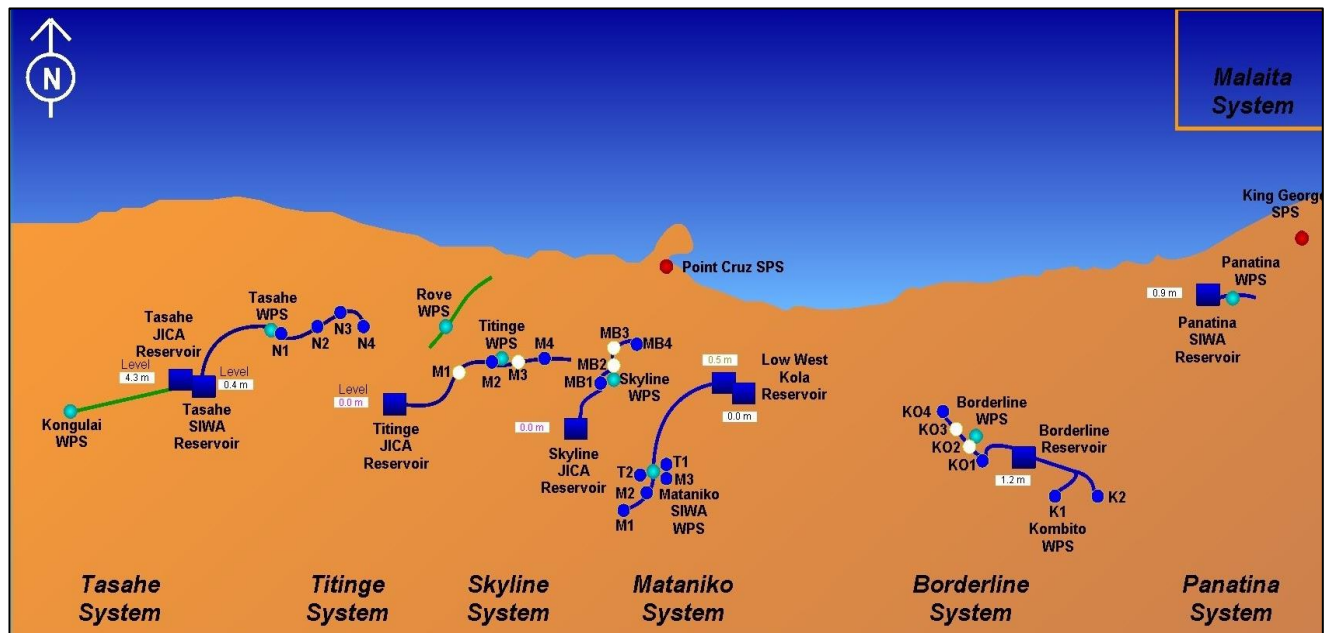 N
Malaita
System
King George
SPS
Point Cruz SPS
Panatina
WPS
0.9 m
Panatina
SIWA
Reservoir
Tasahe
JICA
Reservoir
Level
4.3 m
Level
0.4 m
Tasahe
SIWA
Reservoir
Kongulai
WPS
Tasahe
WPS
N1
N2
N3
N4
Rove
WPS
Titinge
WPS
M1
M2
M3
M4
Level
0.0 m
Titinge
JICA
Reservoir
MB3
MB4
MB2
MB1
Skyline
WPS
0.0 m
Skyline
JICA
Reservoir
0.5 m
Low West
Kola
Reservoir
0.0 m
T1
T2
M3
M2
M1
Mataniko
SIWA
WPS
KO4
KO3
KO2
KO1
Borderline
WPS
Borderline
Reservoir
1.2 m
K1
K2
Kombito
WPS
Tasahe
System
Titinge
System
Skyline
System
Mataniko
System
Borderline
System
Panatina
System